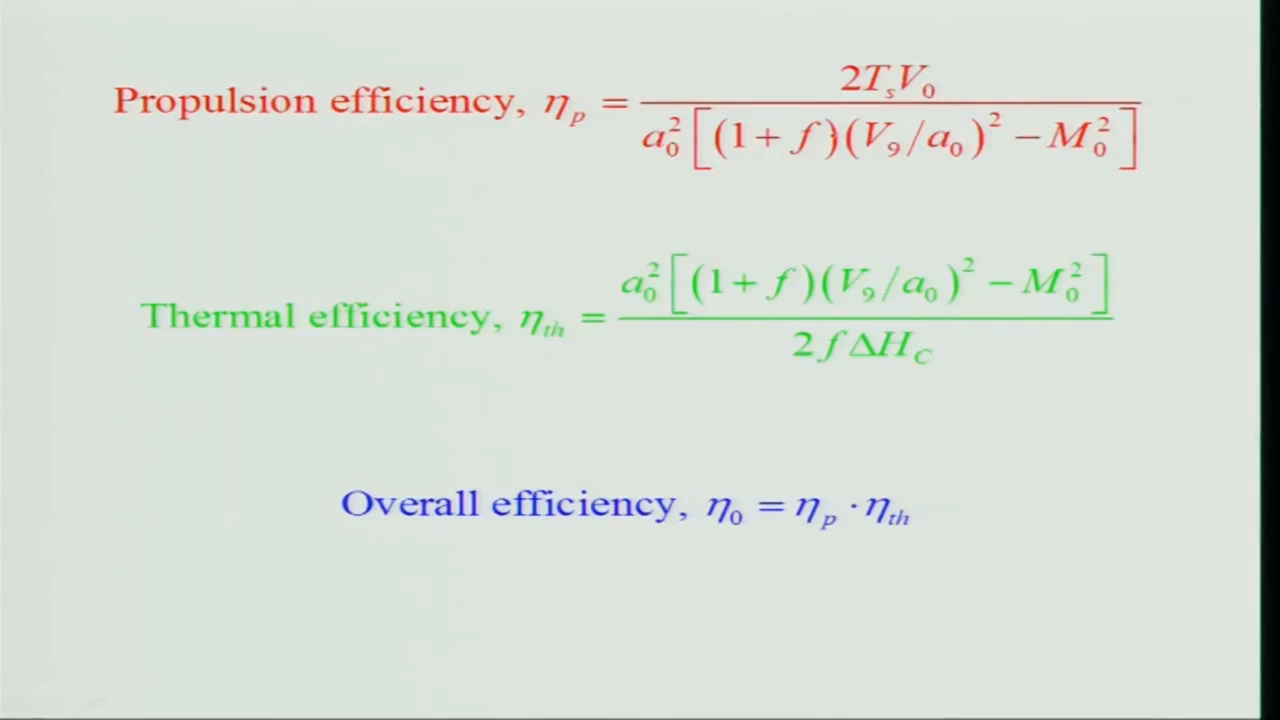 Propulsion efficiency, η_p = 2T_sV_0 / a_0^2[(1 + f)(V_9/a_0)^2 − M_0^2]
Thermal efficiency, η_th = a_0^2[(1 + f)(V_9/a_0)^2 − M_0^2] / 2fΔH_C
Overall efficiency, η_0 = η_p · η_th